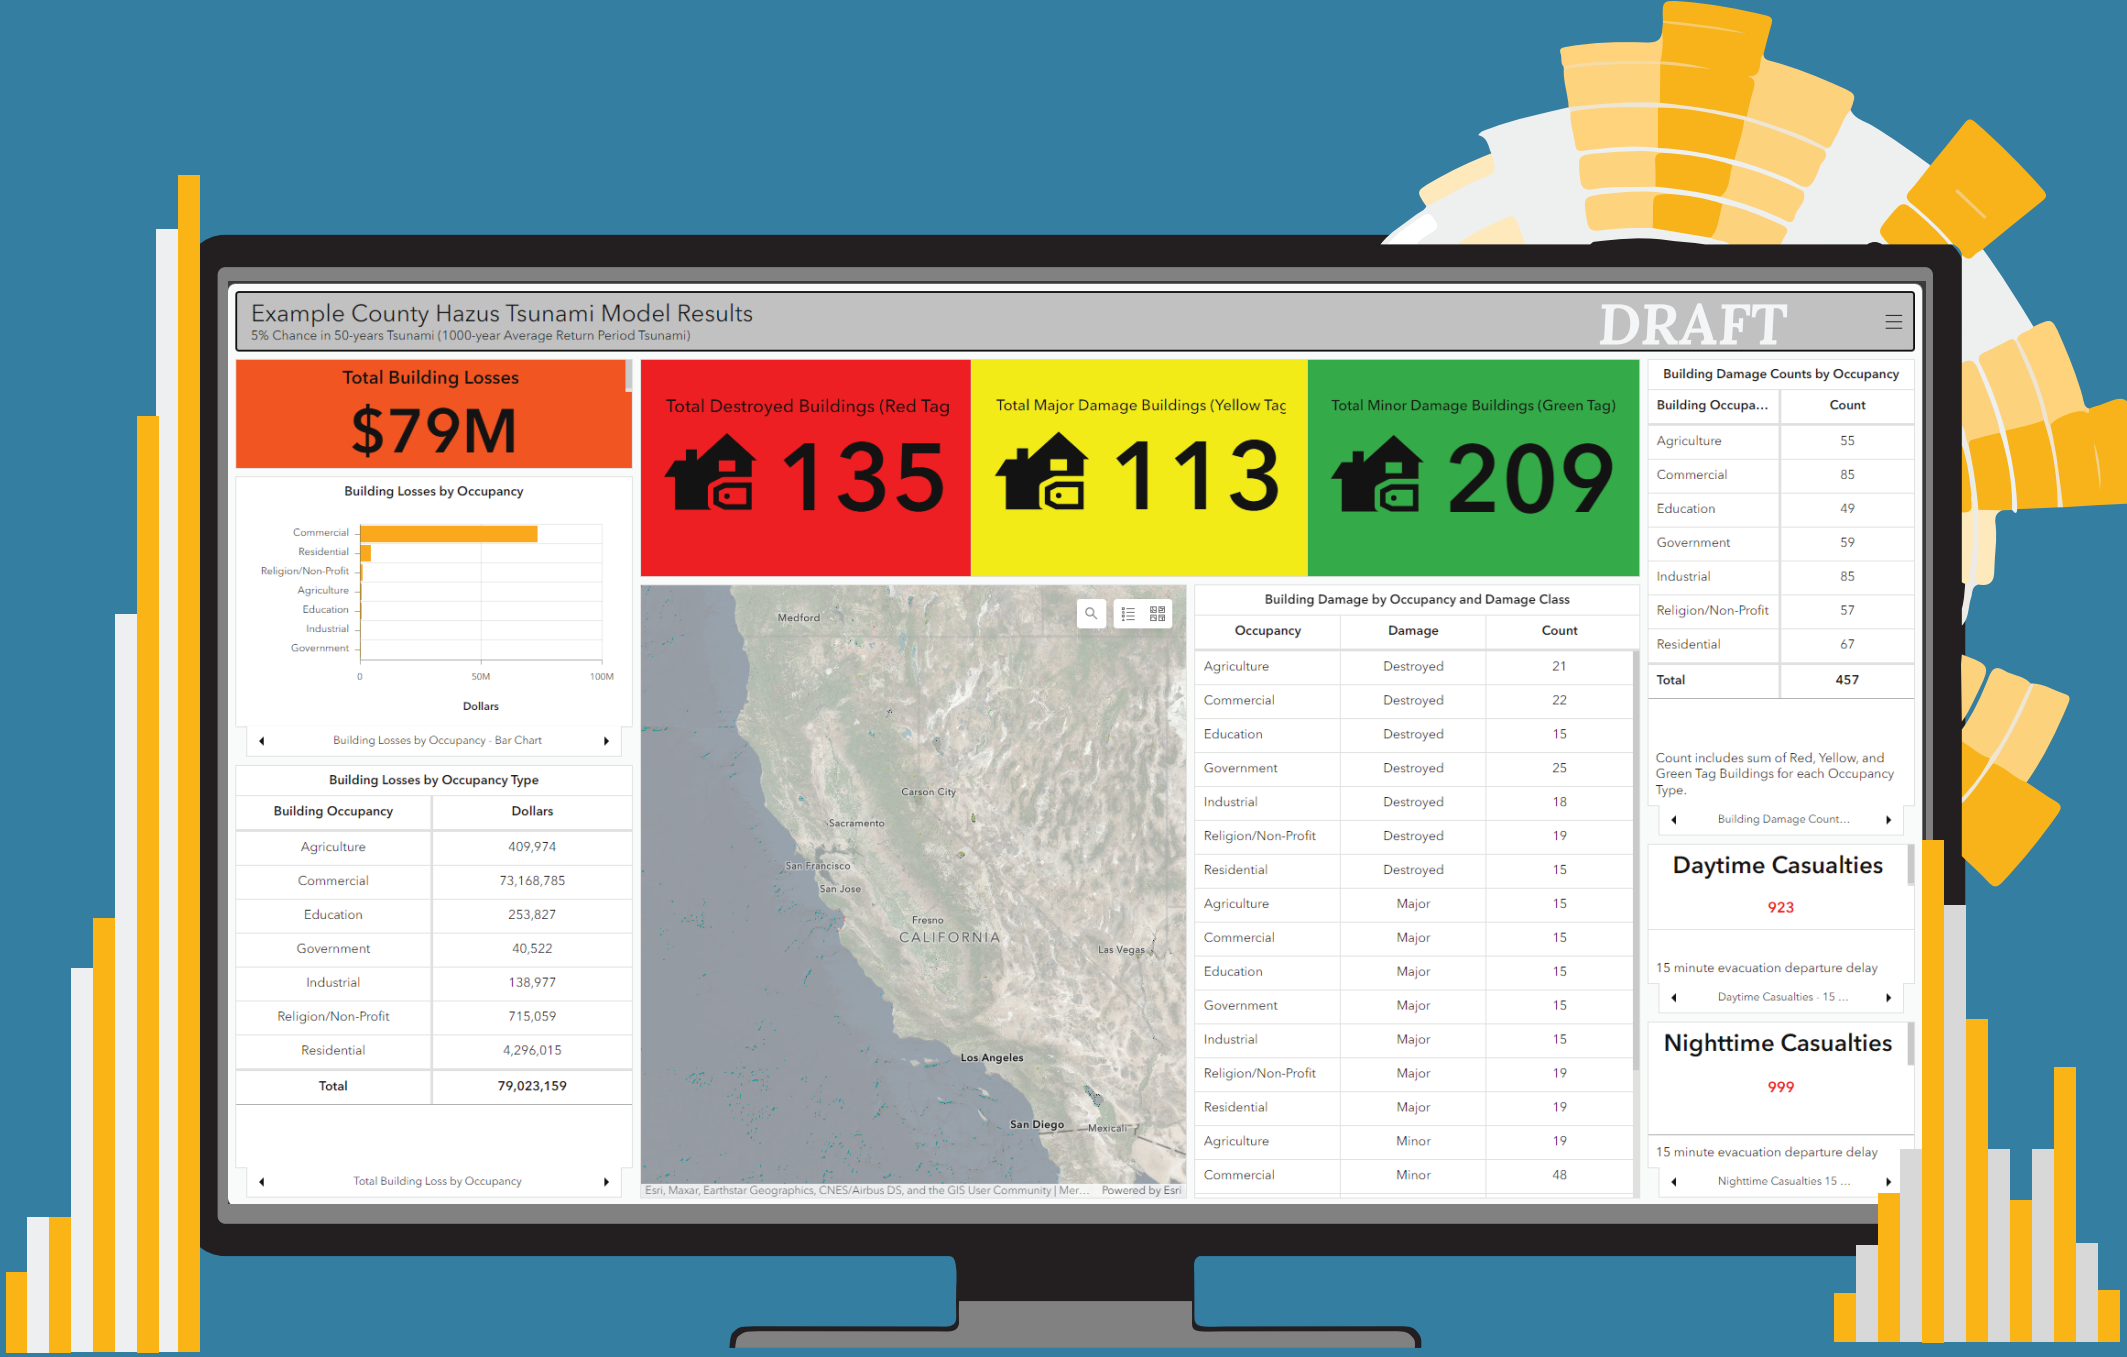 Example County Hazus Tsunami Model Results
5% Chance in 50-years Tsunami (1000-year Average Return Period Tsunami)
DRAFT
Total Building Losses
$79M
Building Losses by Occupancy
Commercial
Residential
Religion/Non-Profit
Agriculture
Education
Industrial
Government
0 50M 100M
Dollars
Building Losses by Occupancy - Bar Chart
Building Losses by Occupancy Type
Building Occupancy Dollars
Agriculture 409,974
Commercial 73,168,785
Education 253,827
Government 40,522
Industrial 138,977
Religion/Non-Profit 715,059
Residential 4,296,015
Total 79,023,159
Total Building Loss by Occupancy
Total Destroyed Buildings (Red Tag
135
Total Major Damage Buildings (Yellow Tag
113
Total Minor Damage Buildings (Green Tag)
209
Medford
Carson City
Sacramento
San Francisco
San Jose
Fresno
CALIFORNIA
Las Vegas
Los Angeles
San Diego
Mexicali
Esri, Maxar, Earthstar Geographics, CNES/Airbus DS, and the GIS User Community | Mer... Powered by Esri
Building Damage by Occupancy and Damage Class
Occupancy Damage Count
Agriculture Destroyed 21
Commercial Destroyed 22
Education Destroyed 15
Government Destroyed 25
Industrial Destroyed 18
Religion/Non-Profit Destroyed 19
Residential Destroyed 15
Agriculture Major 15
Commercial Major 15
Education Major 15
Government Major 15
Industrial Major 15
Religion/Non-Profit Major 19
Residential Major 19
Agriculture Minor 19
Commercial Minor 48
Building Damage Counts by Occupancy
Building Occupa... Count
Agriculture 55
Commercial 85
Education 49
Government 59
Industrial 85
Religion/Non-Profit 57
Residential 67
Total 457
Count includes sum of Red, Yellow, and
Green Tag Buildings for each Occupancy
Type.
Building Damage Count...
Daytime Casualties
923
15 minute evacuation departure delay
Daytime Casualties - 15 ...
Nighttime Casualties
999
15 minute evacuation departure delay
Nighttime Casualties 15 ...